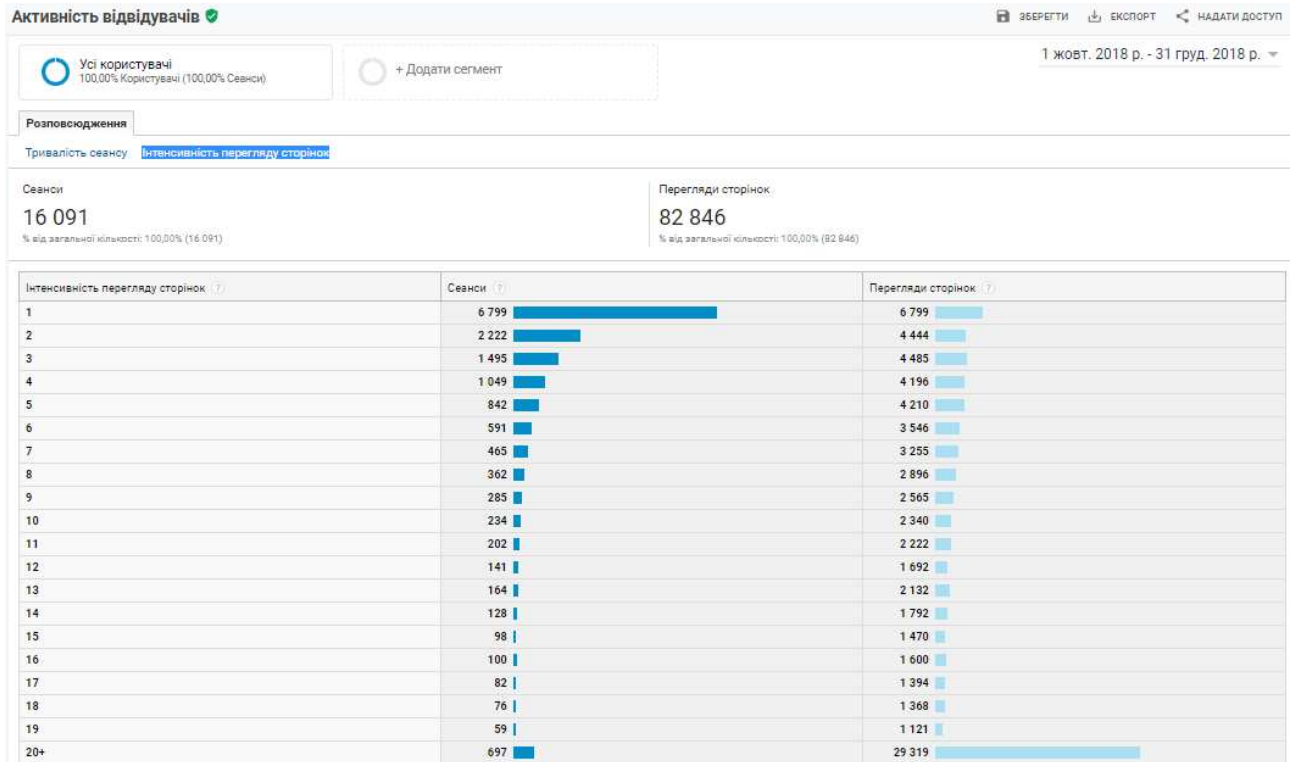 Активність відвідувачів
ЗБЕРЕГТИ ЕКСПОРТ НАДАТИ ДОСТУП
Усі користувачі
100,00% Користувачі (100,00% Сеанси)
+ Додати сегмент
1 жовт. 2018 р. - 31 груд. 2018 р.
Розповсюдження
Тривалість сеансу Інтенсивність перегляду сторінок
Сеанси Перегляди сторінок
16 091 82 846
% від загальної кількості: 100,00% (16 091) % від загальної кількості: 100,00% (82 846)
Інтенсивність перегляду сторінок ? Сеанси ? Перегляди сторінок ?
1 6 799 6 799
2 2 222 4 444
3 1 495 4 485
4 1 049 4 196
5 842 4 210
6 591 3 546
7 465 3 255
8 362 2 896
9 285 2 565
10 234 2 340
11 202 2 222
12 141 1 692
13 164 2 132
14 128 1 792
15 98 1 470
16 100 1 600
17 82 1 394
18 76 1 368
19 59 1 121
20+ 697 29 319